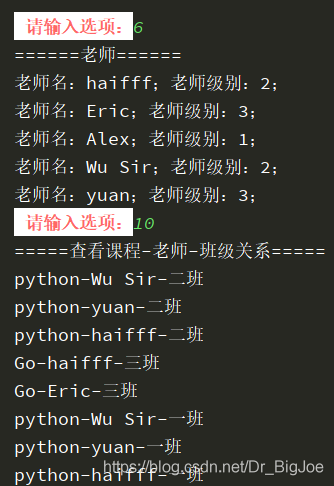 请输入选项：6
======老师======
老师名：haifff；老师级别：2；
老师名：Eric；老师级别：3；
老师名：Alex；老师级别：1；
老师名：Wu Sir；老师级别：2；
老师名：yuan；老师级别：3；
请输入选项：10
=====查看课程-老师-班级关系=====
python-Wu Sir-二班
python-yuan-二班
python-haifff-二班
Go-haifff-三班
Go-Eric-三班
python-Wu Sir-一班
python-yuan-一班
python-haifff-一班
https://blog.csdn.net/Dr_BigJoe